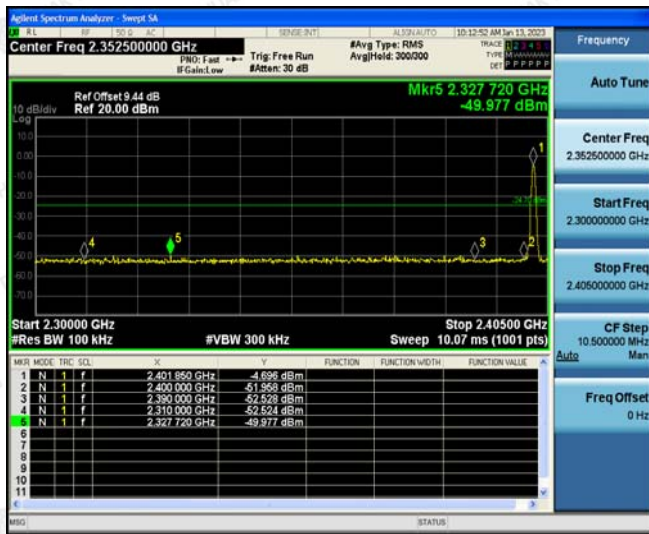 Agilent Spectrum Analyzer - Swept SA
RL RF 50 Ω AC SENSE:INT ALIGN AUTO 10:12:52 AM Jan 13, 2023
Center Freq 2.352500000 GHz
PNO: Fast
IFGain:Low
Trig: Free Run
#Atten: 30 dB
#Avg Type: RMS
Avg|Hold: 300/300
TRACE 1 2 3 4 5 6
TYPE M
DET P P P P P P
Mkr5 2.327 720 GHz
-49.977 dBm
Ref Offset 9.44 dB
Ref 20.00 dBm
10 dB/div
Log
10.0
0.00
-10.0
-20.0
-30.0
-40.0
-50.0
-60.0
-70.0
-24.70 dBm
1
2
3
4
5
Start 2.30000 GHz
Stop 2.40500 GHz
#Res BW 100 kHz
#VBW 300 kHz
Sweep 10.07 ms (1001 pts)
MKR MODE TRC SCL X Y FUNCTION FUNCTION WIDTH FUNCTION VALUE
1 N 1 f 2.401 850 GHz -4.696 dBm
2 N 1 f 2.400 000 GHz -51.958 dBm
3 N 1 f 2.390 000 GHz -52.528 dBm
4 N 1 f 2.310 000 GHz -52.524 dBm
5 N 1 f 2.327 720 GHz -49.977 dBm
6
7
8
9
10
11
MSG
STATUS
Frequency
Auto Tune
Center Freq
2.352500000 GHz
Start Freq
2.300000000 GHz
Stop Freq
2.405000000 GHz
CF Step
10.500000 MHz
Auto Man
Freq Offset
0 Hz